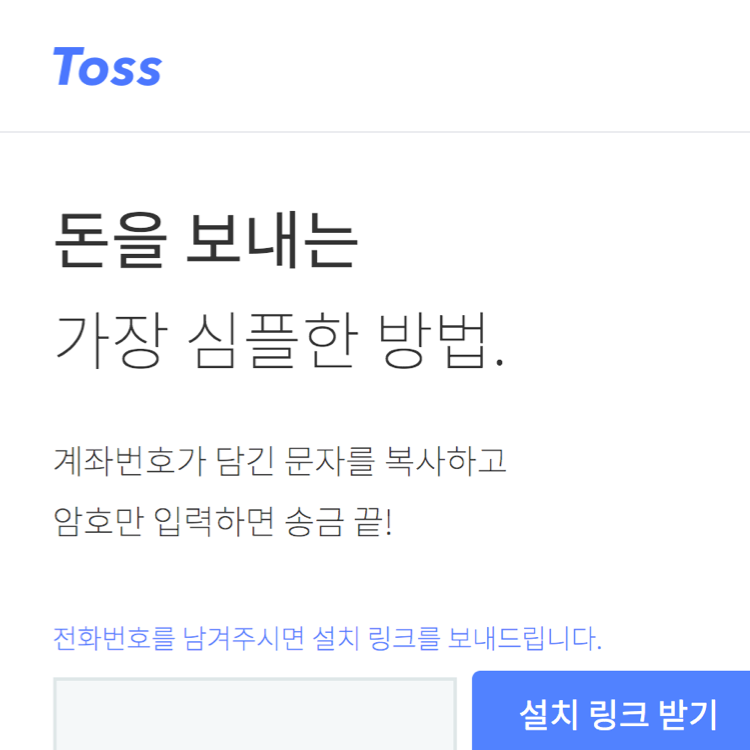 Toss
돈을 보내는
가장 심플한 방법.
계좌번호가 담긴 문자를 복사하고
암호만 입력하면 송금 끝!
전화번호를 남겨주시면 설치 링크를 보내드립니다.
설치 링크 받기